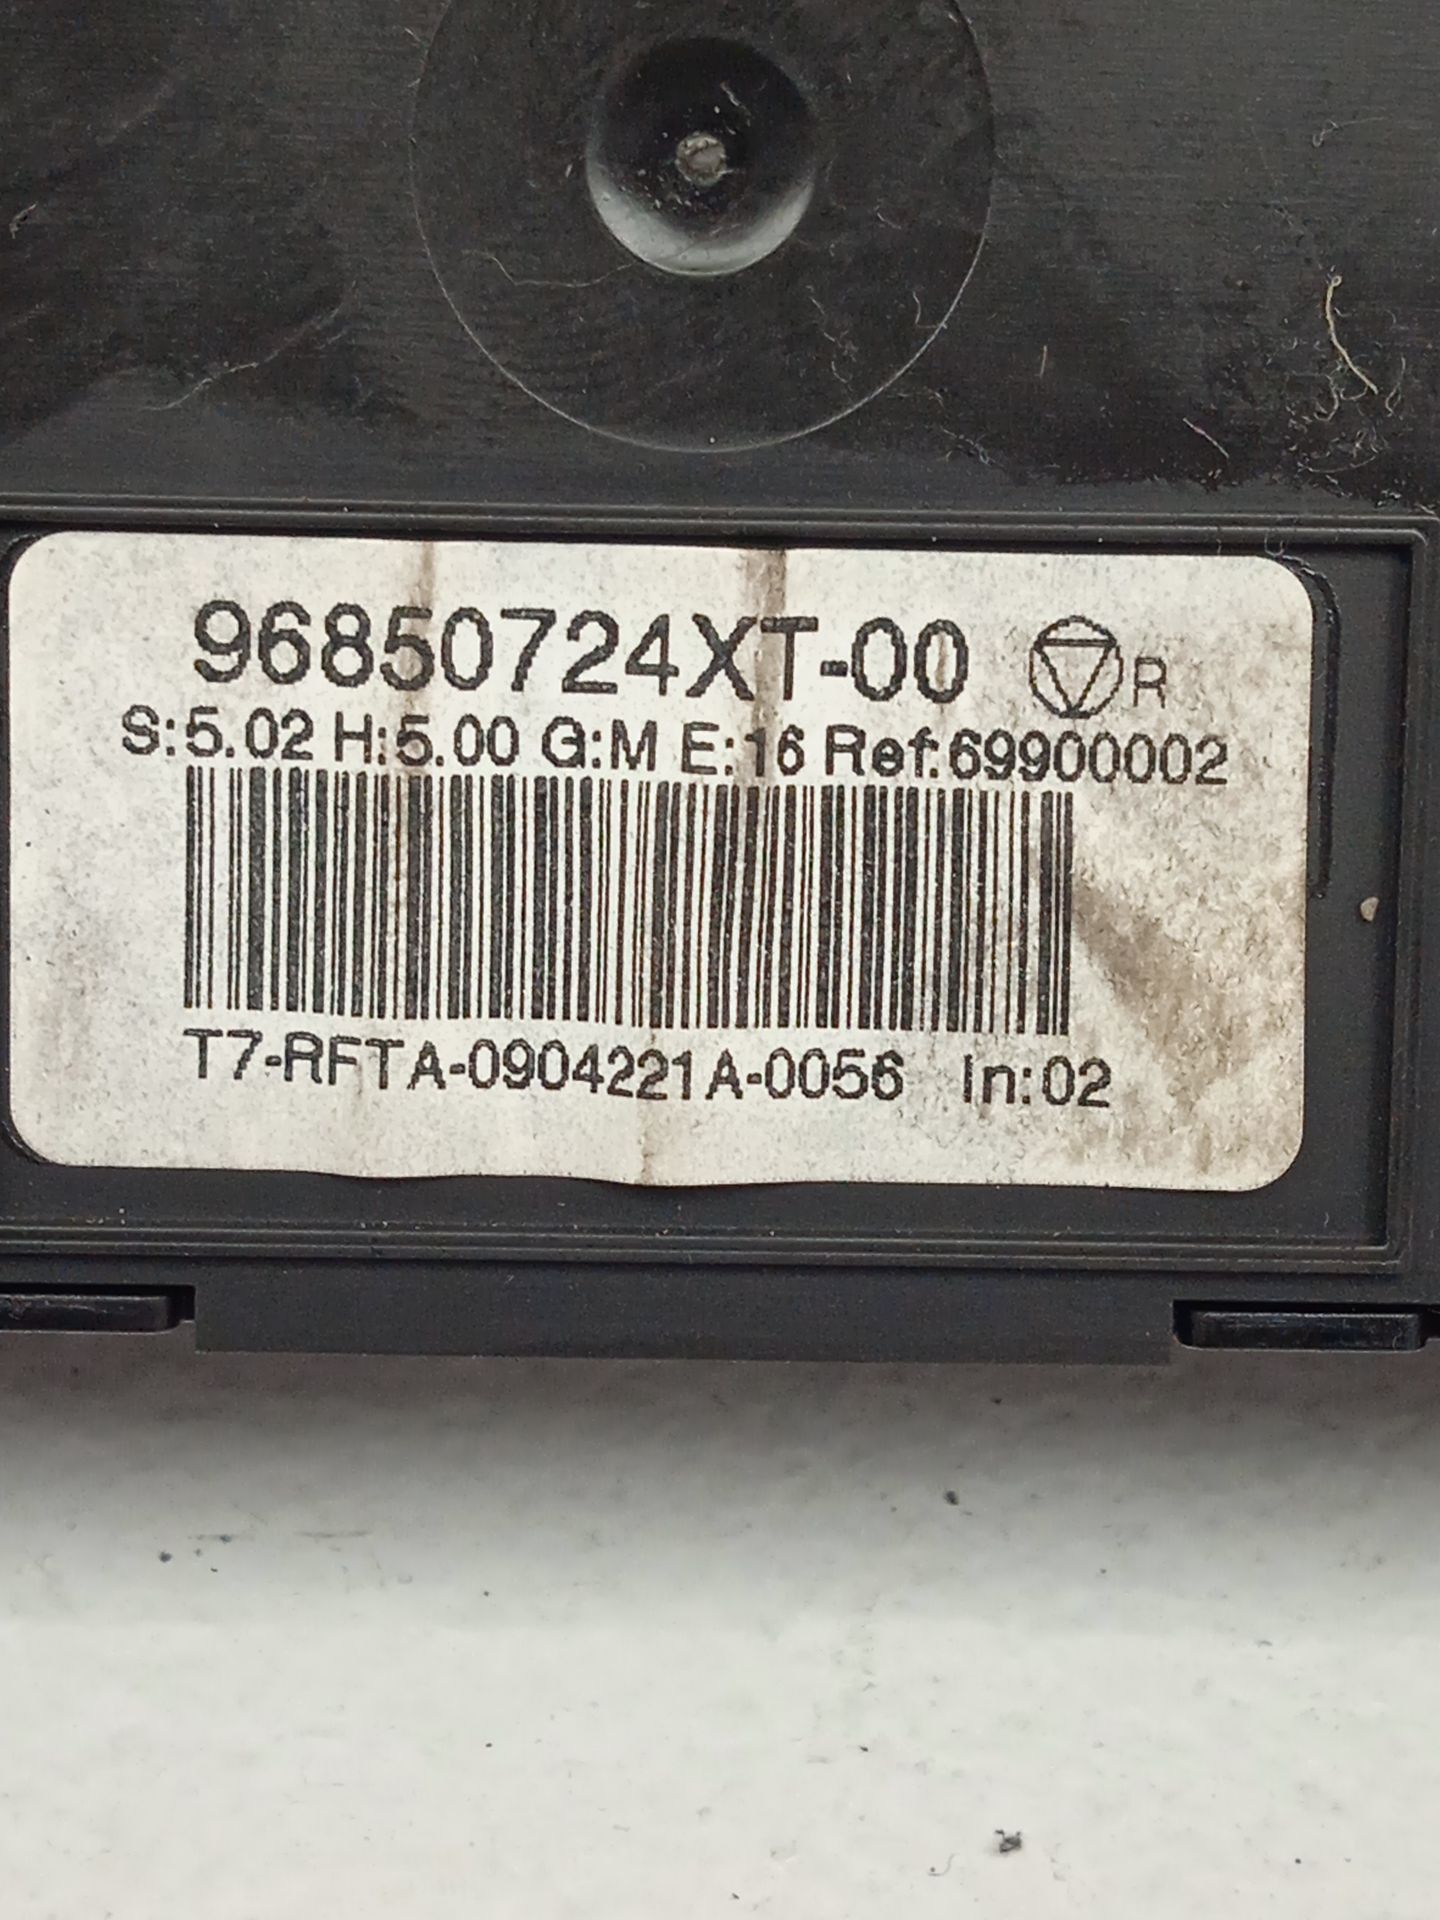 96850724XT-00 R
S:5.02 H:5.00 G:M E:16 Ref:69900002
T7-RFTA-0904221A-0056 In:02